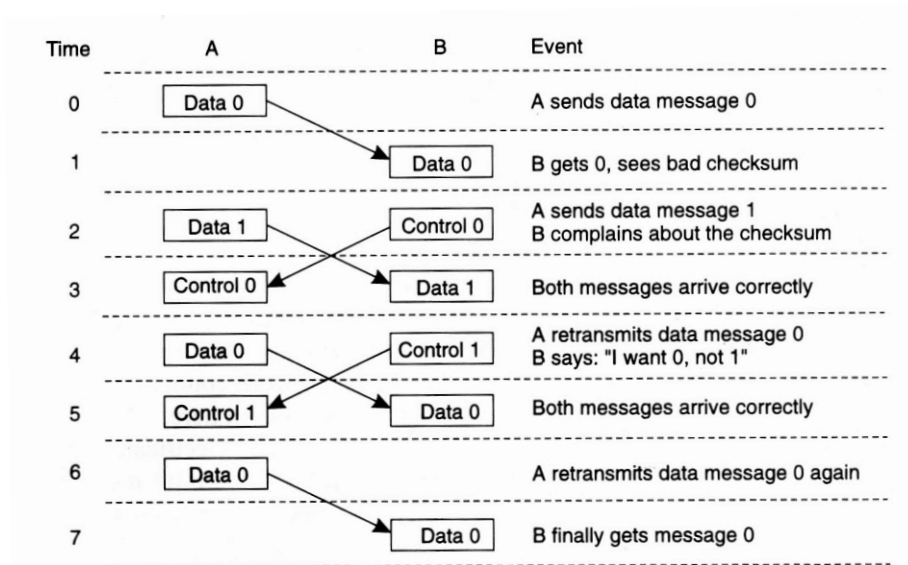 Time A B Event
0 Data 0 A sends data message 0
1 Data 0 B gets 0, sees bad checksum
2 Data 1 Control 0 A sends data message 1
B complains about the checksum
3 Control 0 Data 1 Both messages arrive correctly
4 Data 0 Control 1 A retransmits data message 0
B says: "I want 0, not 1"
5 Control 1 Data 0 Both messages arrive correctly
6 Data 0 A retransmits data message 0 again
7 Data 0 B finally gets message 0